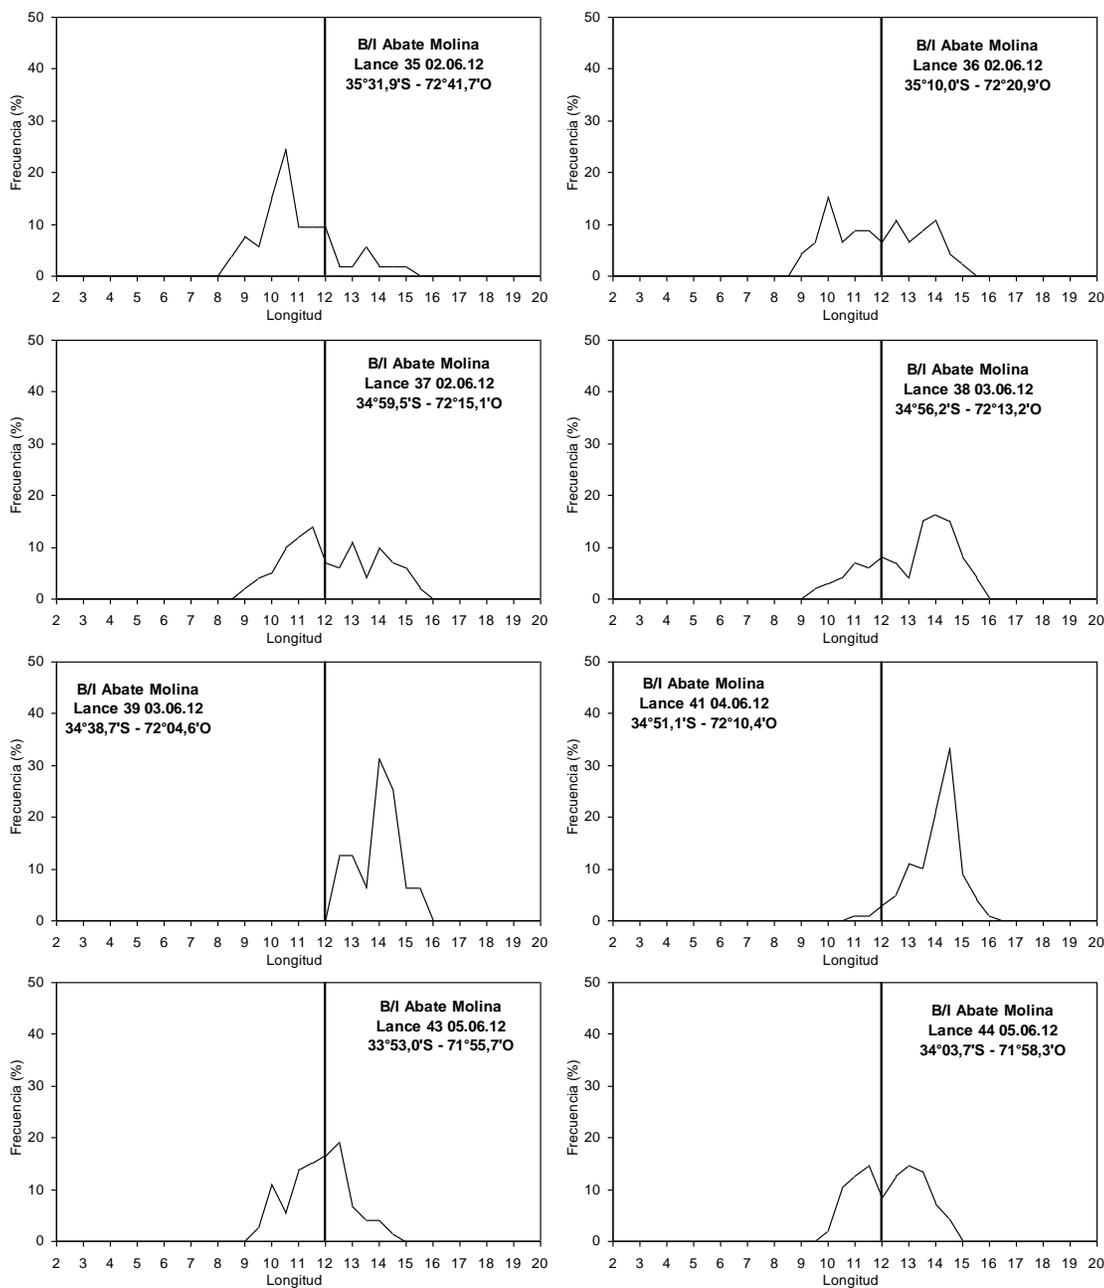 50
40
30
20
10
0
Frecuencia (%)
B/I Abate Molina
Lance 35 02.06.12
35°31,9'S - 72°41,7'O
2 3 4 5 6 7 8 9 10 11 12 13 14 15 16 17 18 19 20
Longitud
50
40
30
20
10
0
Frecuencia (%)
B/I Abate Molina
Lance 36 02.06.12
35°10,0'S - 72°20,9'O
2 3 4 5 6 7 8 9 10 11 12 13 14 15 16 17 18 19 20
Longitud
50
40
30
20
10
0
Frecuencia (%)
B/I Abate Molina
Lance 37 02.06.12
34°59,5'S - 72°15,1'O
2 3 4 5 6 7 8 9 10 11 12 13 14 15 16 17 18 19 20
Longitud
50
40
30
20
10
0
Frecuencia (%)
B/I Abate Molina
Lance 38 03.06.12
34°56,2'S - 72°13,2'O
2 3 4 5 6 7 8 9 10 11 12 13 14 15 16 17 18 19 20
Longitud
50
40
30
20
10
0
Frecuencia (%)
B/I Abate Molina
Lance 39 03.06.12
34°38,7'S - 72°04,6'O
2 3 4 5 6 7 8 9 10 11 12 13 14 15 16 17 18 19 20
Longitud
50
40
30
20
10
0
Frecuencia (%)
B/I Abate Molina
Lance 41 04.06.12
34°51,1'S - 72°10,4'O
2 3 4 5 6 7 8 9 10 11 12 13 14 15 16 17 18 19 20
Longitud
50
40
30
20
10
0
Frecuencia (%)
B/I Abate Molina
Lance 43 05.06.12
33°53,0'S - 71°55,7'O
2 3 4 5 6 7 8 9 10 11 12 13 14 15 16 17 18 19 20
Longitud
50
40
30
20
10
0
Frecuencia (%)
B/I Abate Molina
Lance 44 05.06.12
34°03,7'S - 71°58,3'O
2 3 4 5 6 7 8 9 10 11 12 13 14 15 16 17 18 19 20
Longitud